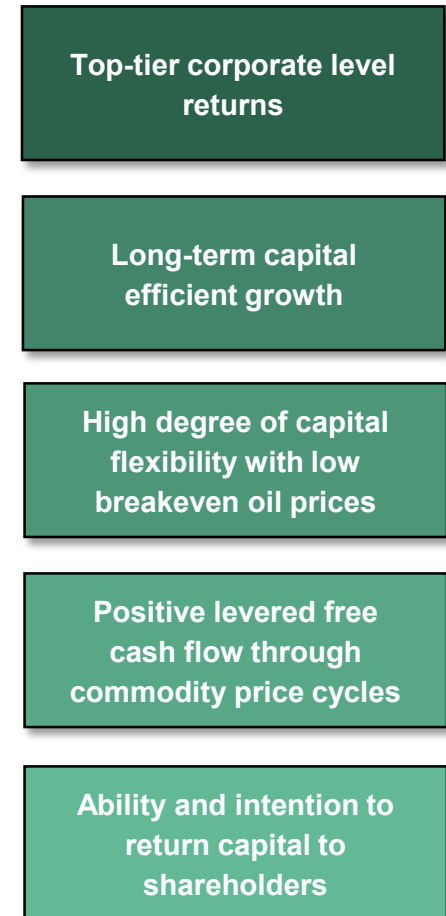 Top-tier corporate level
returns
Long-term capital
efficient growth
High degree of capital
flexibility with low
breakeven oil prices
Positive levered free
cash flow through
commodity price cycles
Ability and intention to
return capital to
shareholders